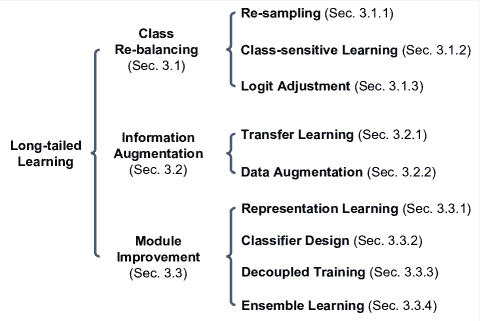 Long-tailed
Learning
Class
Re-balancing
(Sec. 3.1)
Re-sampling (Sec. 3.1.1)
Class-sensitive Learning (Sec. 3.1.2)
Logit Adjustment (Sec. 3.1.3)
Information
Augmentation
(Sec. 3.2)
Transfer Learning (Sec. 3.2.1)
Data Augmentation (Sec. 3.2.2)
Module
Improvement
(Sec. 3.3)
Representation Learning (Sec. 3.3.1)
Classifier Design (Sec. 3.3.2)
Decoupled Training (Sec. 3.3.3)
Ensemble Learning (Sec. 3.3.4)